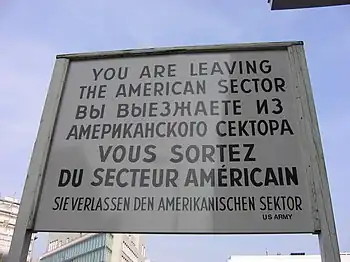 YOU ARE LEAVING
THE AMERICAN SECTOR
ВЫ ВЫЕЗЖАЕТЕ ИЗ
АМЕРИКАНСКОГО СЕКТОРА
VOUS SORTEZ
DU SECTEUR AMÉRICAIN
SIE VERLASSEN DEN AMERIKANISCHEN SEKTOR
US ARMY